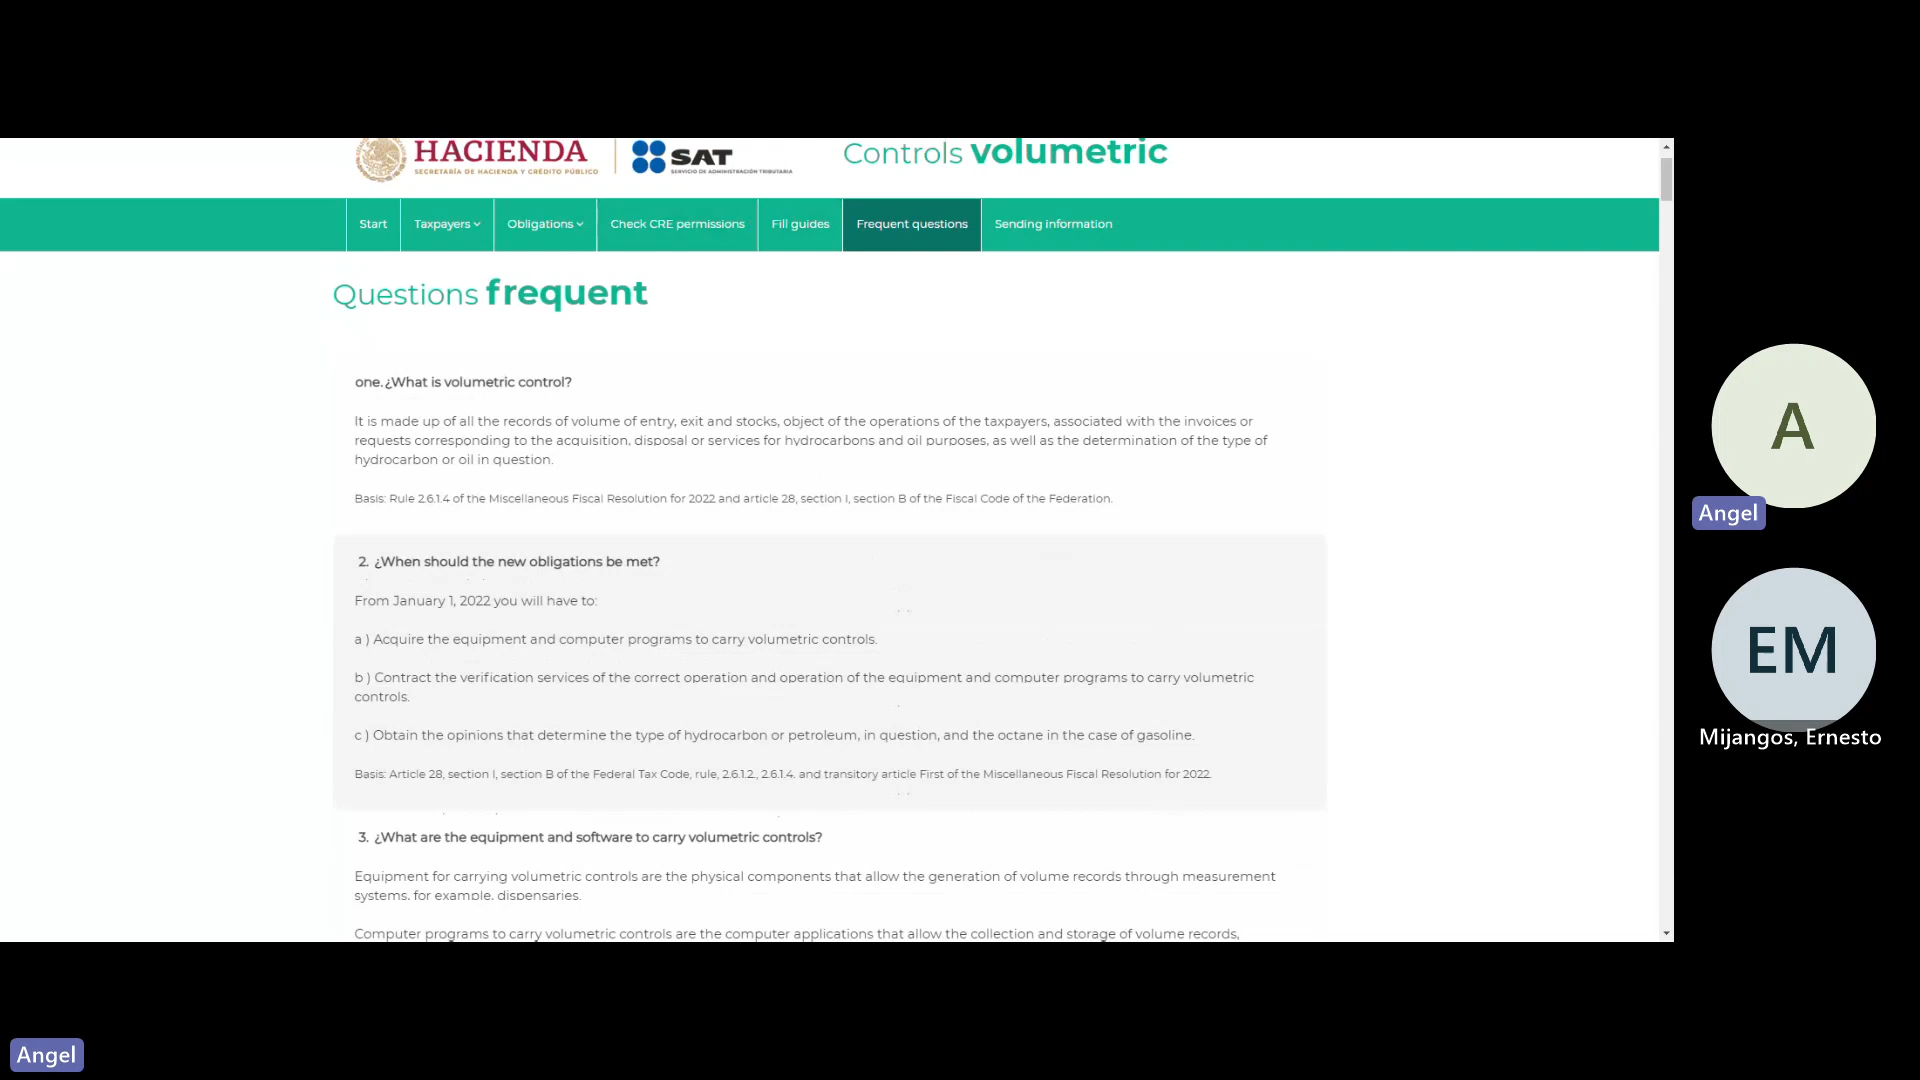 HACIENDA
SECRETARÍA DE HACIENDA Y CRÉDITO PÚBLICO
SAT
SERVICIO DE ADMINISTRACIÓN TRIBUTARIA
Controls volumetric
Start
Taxpayers
Obligations
Check CRE permissions
Fill guides
Frequent questions
Sending information
Questions frequent
one.¿What is volumetric control?
It is made up of all the records of volume of entry, exit and stocks, object of the operations of the taxpayers, associated with the invoices or
requests corresponding to the acquisition, disposal or services for hydrocarbons and oil purposes, as well as the determination of the type of
hydrocarbon or oil in question.
Basis: Rule 2.6.1.4 of the Miscellaneous Fiscal Resolution for 2022 and article 28, section I, section B of the Fiscal Code of the Federation.
2. ¿When should the new obligations be met?
From January 1, 2022 you will have to:
a ) Acquire the equipment and computer programs to carry volumetric controls.
b ) Contract the verification services of the correct operation and operation of the equipment and computer programs to carry volumetric
controls.
c ) Obtain the opinions that determine the type of hydrocarbon or petroleum, in question, and the octane in the case of gasoline.
Basis: Article 28, section I, section B of the Federal Tax Code, rule, 2.6.1.2., 2.6.1.4. and transitory article First of the Miscellaneous Fiscal Resolution for 2022.
3. ¿What are the equipment and software to carry volumetric controls?
Equipment for carrying volumetric controls are the physical components that allow the generation of volume records through measurement
systems, for example, dispensaries.
Computer programs to carry volumetric controls are the computer applications that allow the collection and storage of volume records,
A
Angel
EM
Mijangos, Ernesto
Angel